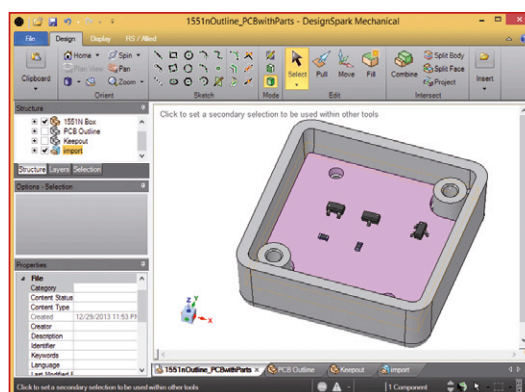 1551nOutline_PCBwithParts - DesignSpark Mechanical
File Design Display RS / Allied
Clipboard
Home Spin
Plan View Pan
Zoom
Orient
Sketch
Mode
Select Pull Move Fill
Edit
Combine
Split Body
Split Face
Project
Intersect
Insert
Structure
1551N Box
PCB Outline
Keepout
import
Structure Layers Selection
Options - Selection
Properties
File
Category
Content Status
Content Type
Created 12/29/2013 11:53 PM
Creator
Description
Identifier
Keywords
Language
Click to set a secondary selection to be used within other tools
Z Y X
1551nOutline_PCBwithParts PCB Outline Keepout import
Click to set a secondary selection to be used within other tools
1 Component